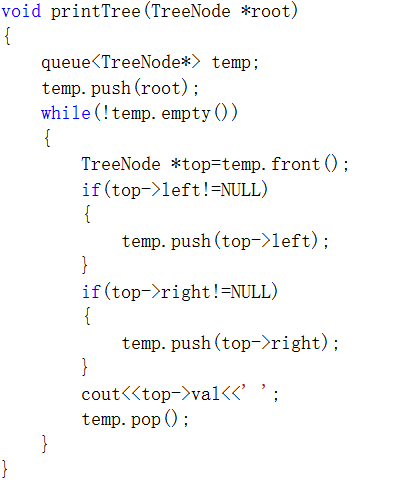 void printTree(TreeNode *root)
{
    queue<TreeNode*> temp;
    temp.push(root);
    while(!temp.empty())
    {
        TreeNode *top=temp.front();
        if(top->left!=NULL)
        {
            temp.push(top->left);
        }
        if(top->right!=NULL)
        {
            temp.push(top->right);
        }
        cout<<top->val<<' ';
        temp.pop();
    }
}